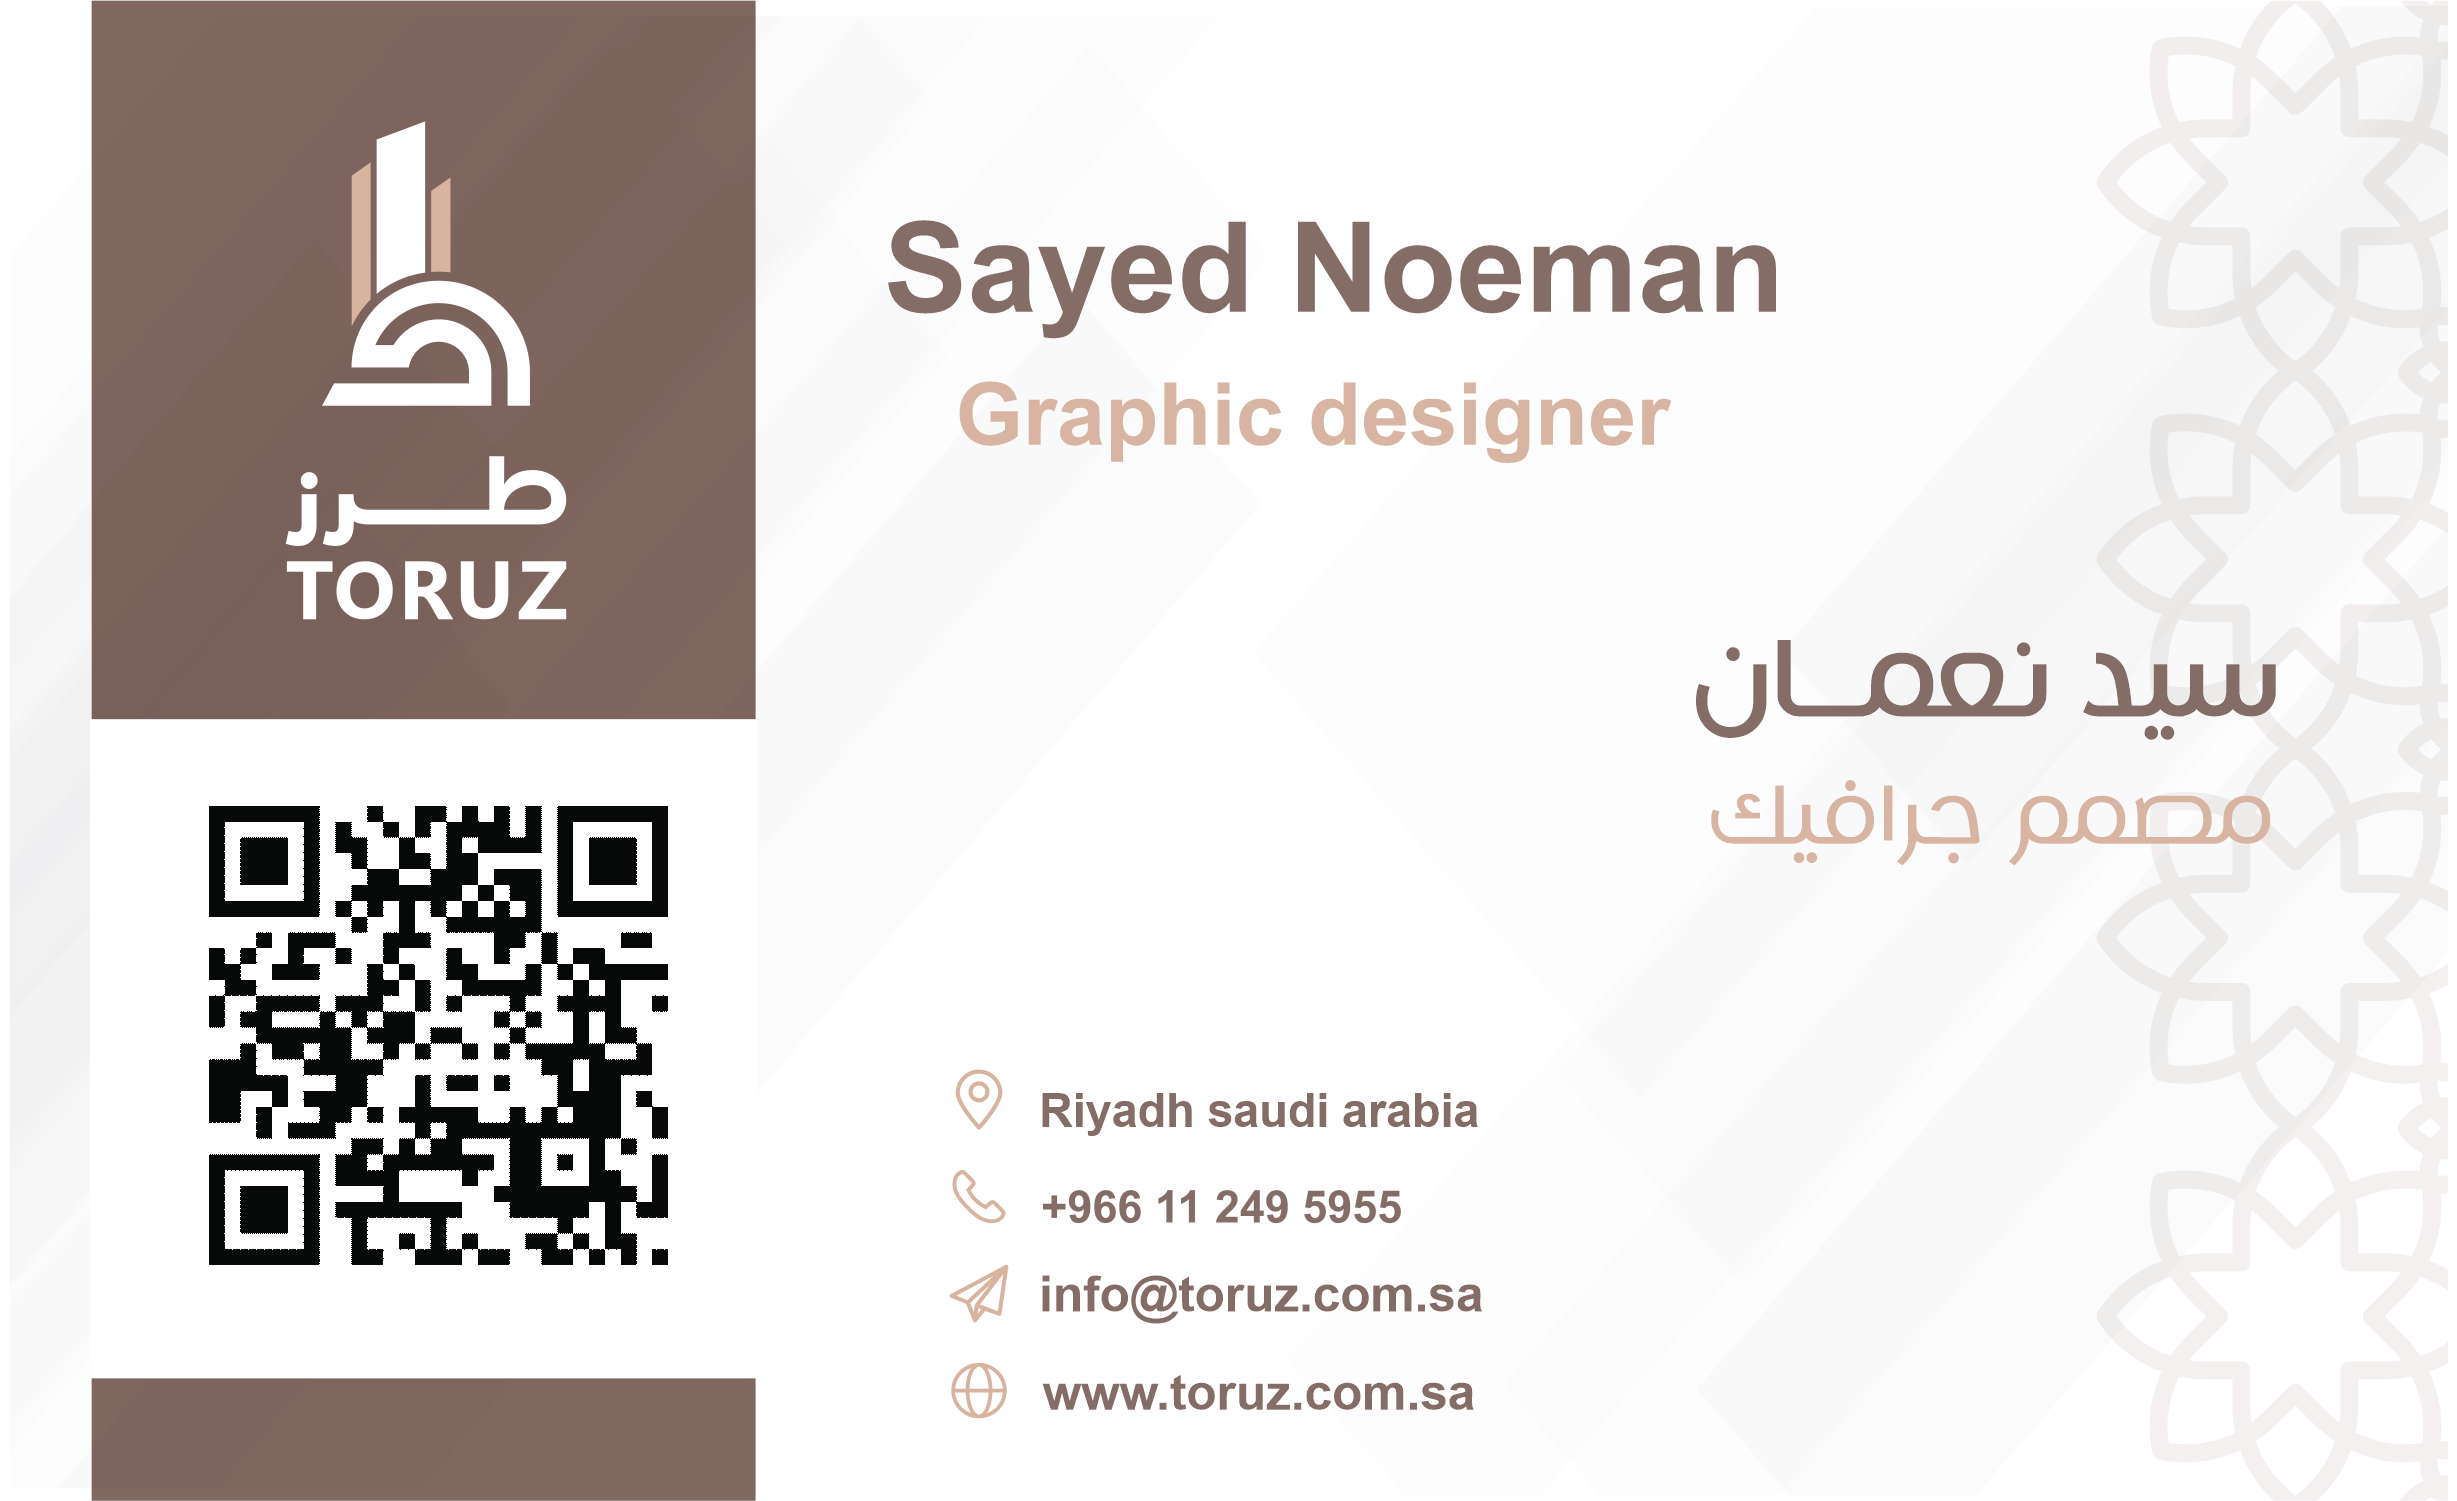 طرز
TORUZ
Sayed Noeman
Graphic designer
سيد نعمان
مصمم جرافيك
Riyadh saudi arabia
+966 11 249 5955
info@toruz.com.sa
www.toruz.com.sa